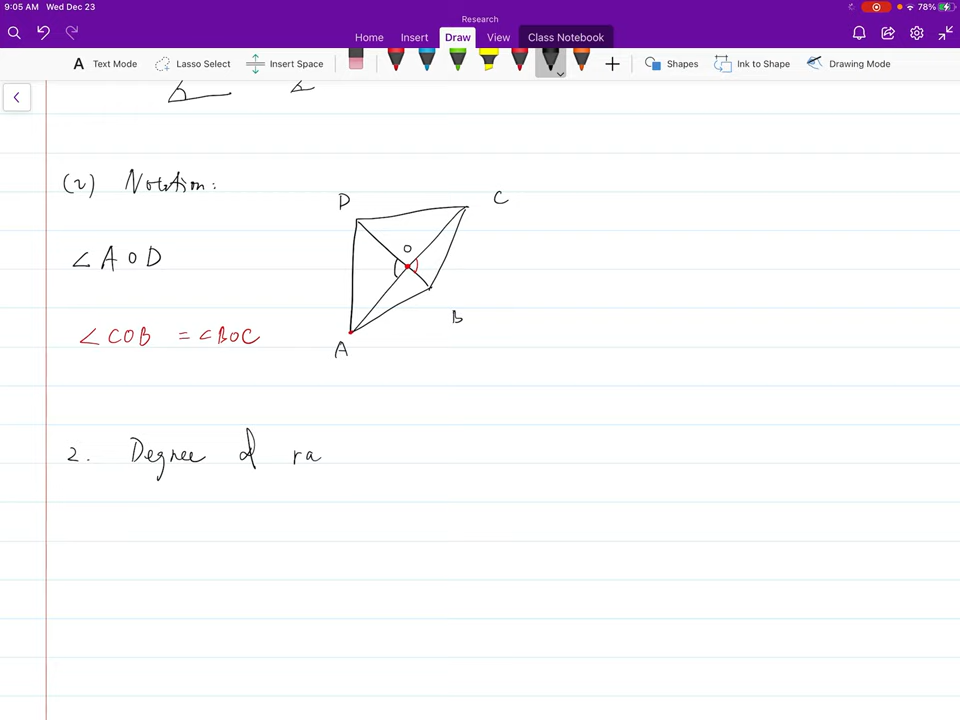 9:05 AM Wed Dec 23
78%
Research
Home Insert Draw View Class Notebook
Text Mode Lasso Select Insert Space Shapes Ink to Shape Drawing Mode
(2) Notation:
D C
∠AOD
O
B
∠COB = ∠BOC
A
2. Degree & ra